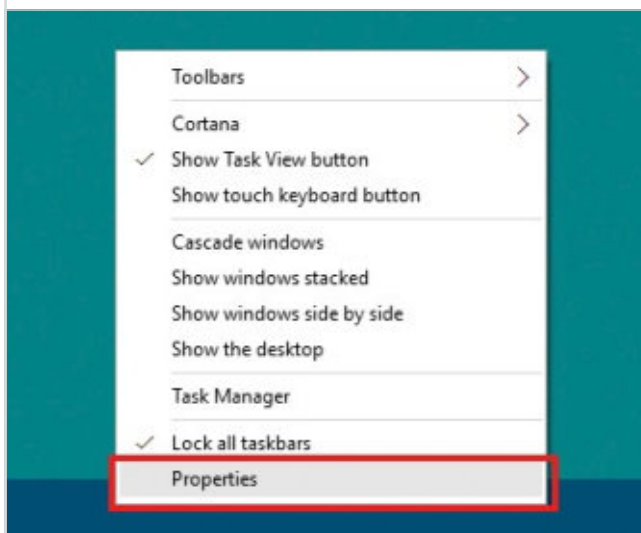 Toolbars
Cortana
Show Task View button
Show touch keyboard button
Cascade windows
Show windows stacked
Show windows side by side
Show the desktop
Task Manager
Lock all taskbars
Properties